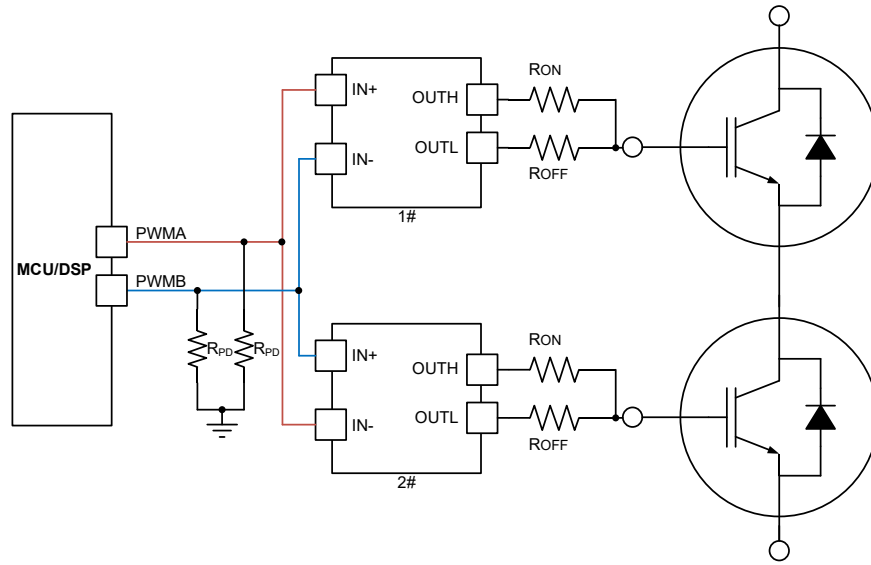 MCU/DSP
PWMA
PWMB
RPD
RPD
IN+
IN-
OUTH
OUTL
1#
RON
ROFF
IN+
IN-
OUTH
OUTL
2#
RON
ROFF